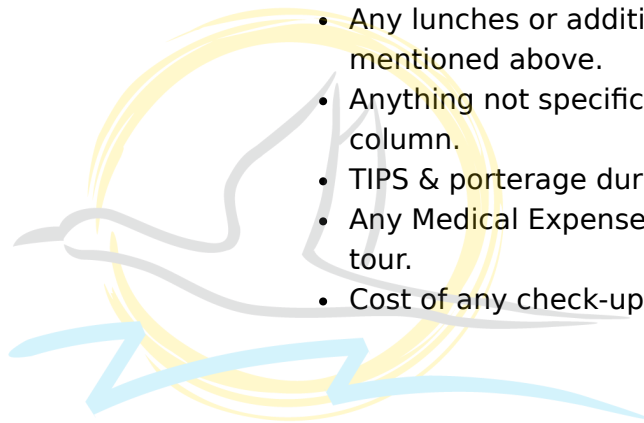 • Any lunches or additi
mentioned above.
• Anything not specific
column.
• TIPS & porterage dur
• Any Medical Expense
tour.
• Cost of any check-up